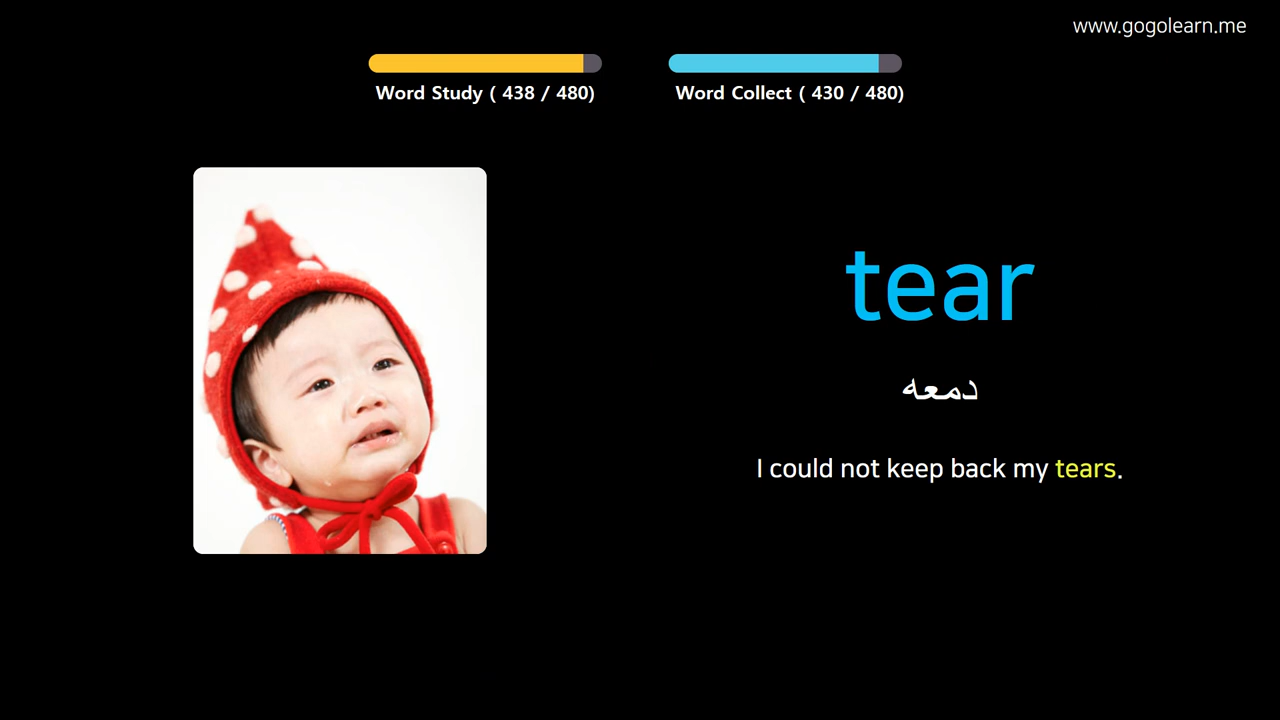 www.gogolearn.me
Word Study ( 438 / 480)
Word Collect ( 430 / 480)
tear
دمعه
I could not keep back my tears.